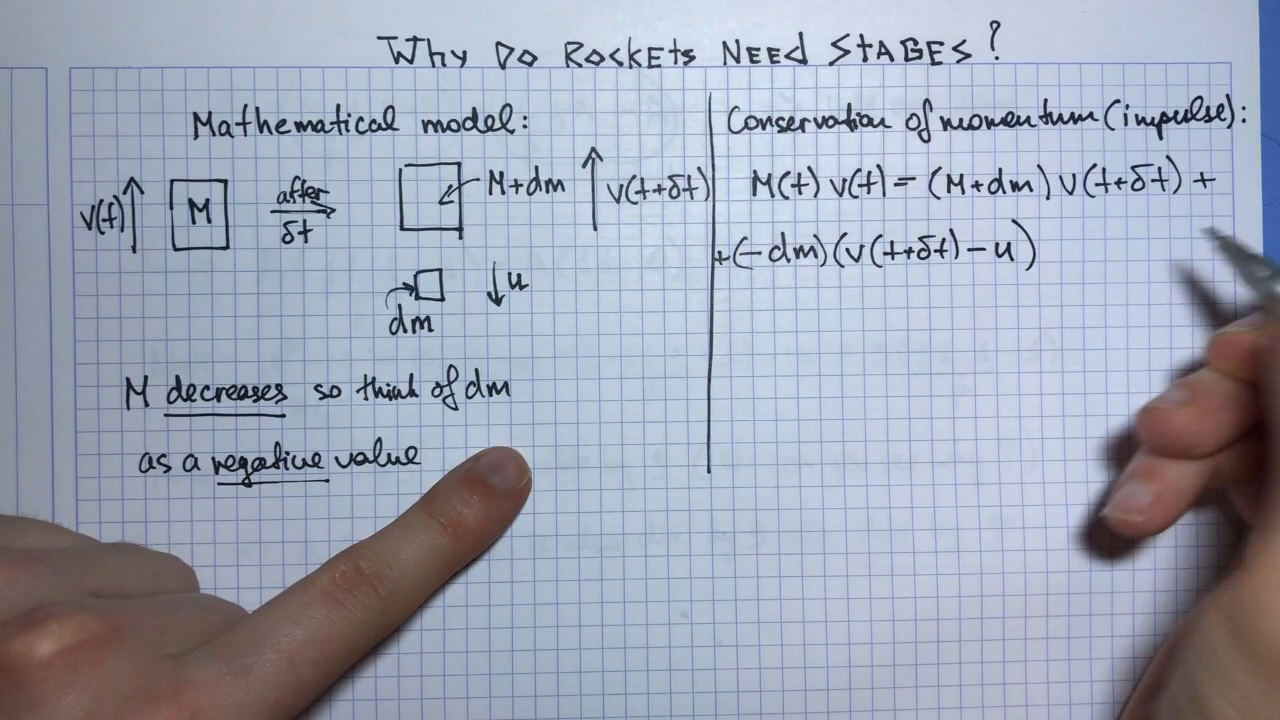 Why Do Rockets Need Stages?
Mathematical model:
v(t) M after δt M+dm v(t+δt)
dm u
M decreases so think of dm
as a negative value
Conservation of momentum (impulse):
M(t) v(t) = (M+dm) v(t+δt) +
+(-dm)(v(t+δt) - u)